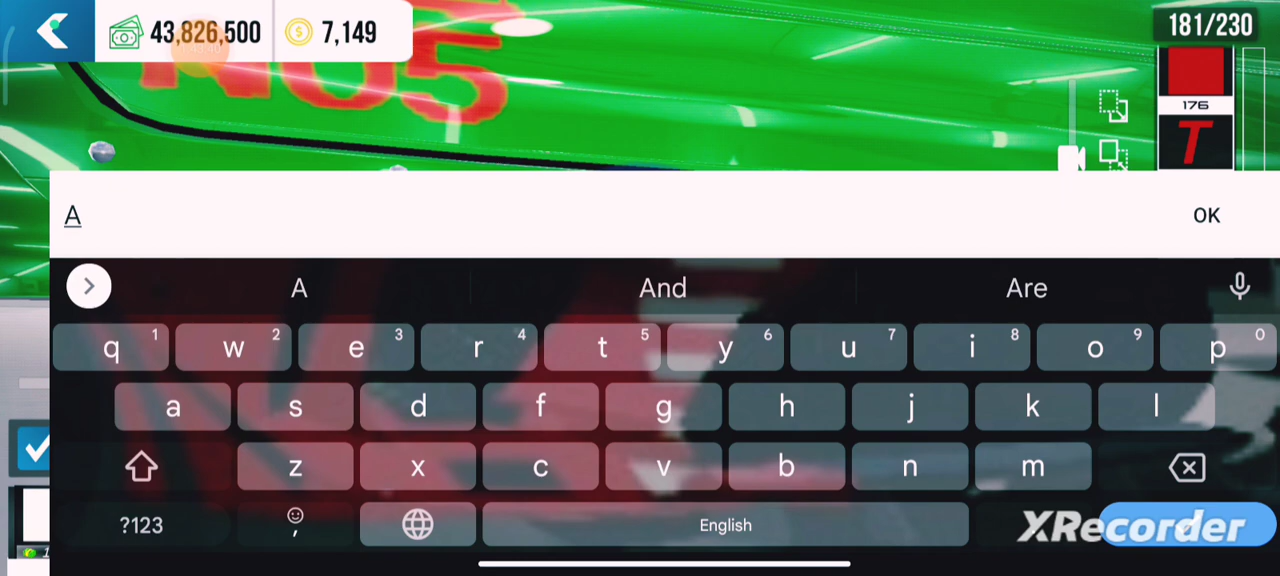 43,826,500 7,149 181/230
NO5
176
T
A OK
A And Are
q 1 w 2 e 3 r 4 t 5 y 6 u 7 i 8 o 9 p 0
a s d f g h j k l
z x c v b n m
?123 , English
XRecorder